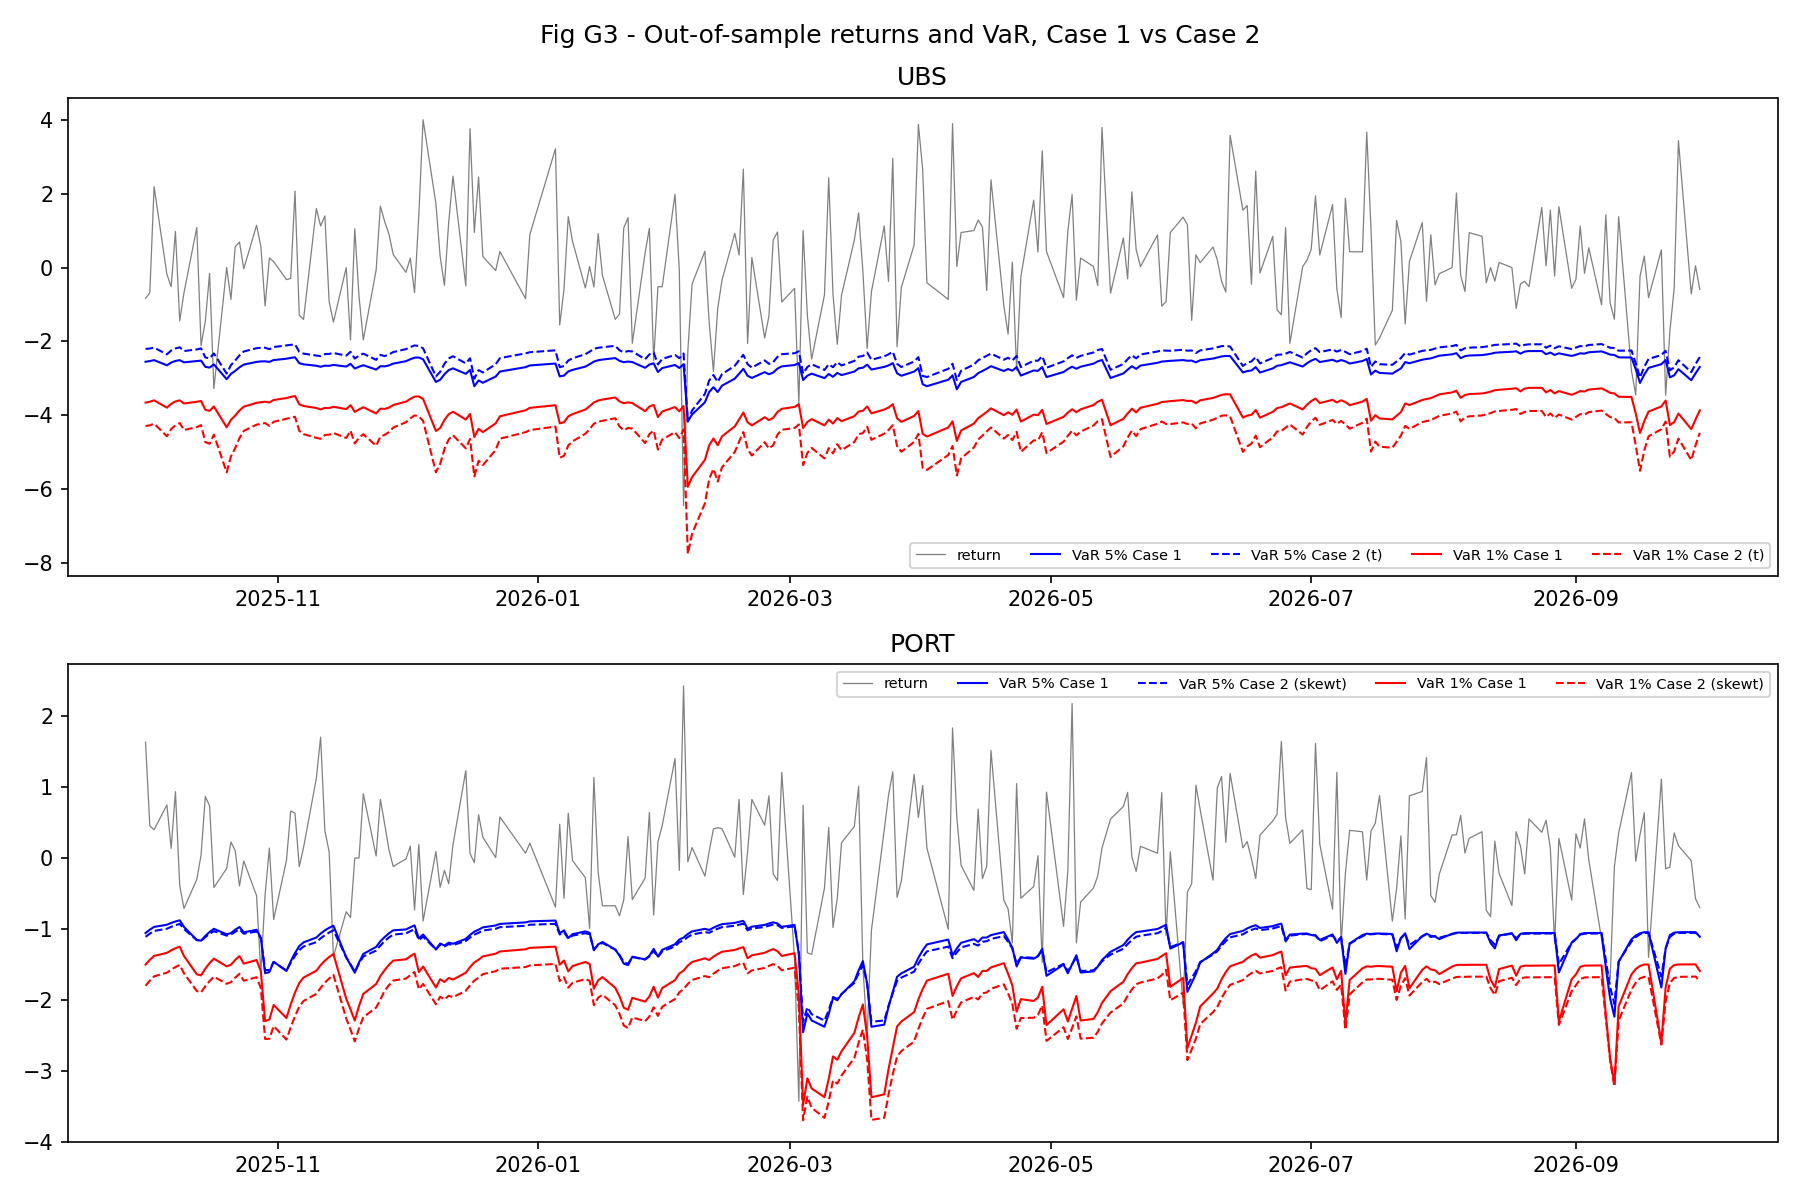 Fig G3 - Out-of-sample returns and VaR, Case 1 vs Case 2
UBS
4
2
0
−2
−4
−6
−8
return VaR 5% Case 1 VaR 5% Case 2 (t) VaR 1% Case 1 VaR 1% Case 2 (t)
2025-11 2026-01 2026-03 2026-05 2026-07 2026-09
PORT
return VaR 5% Case 1 VaR 5% Case 2 (skewt) VaR 1% Case 1 VaR 1% Case 2 (skewt)
2
1
0
−1
−2
−3
−4
2025-11 2026-01 2026-03 2026-05 2026-07 2026-09